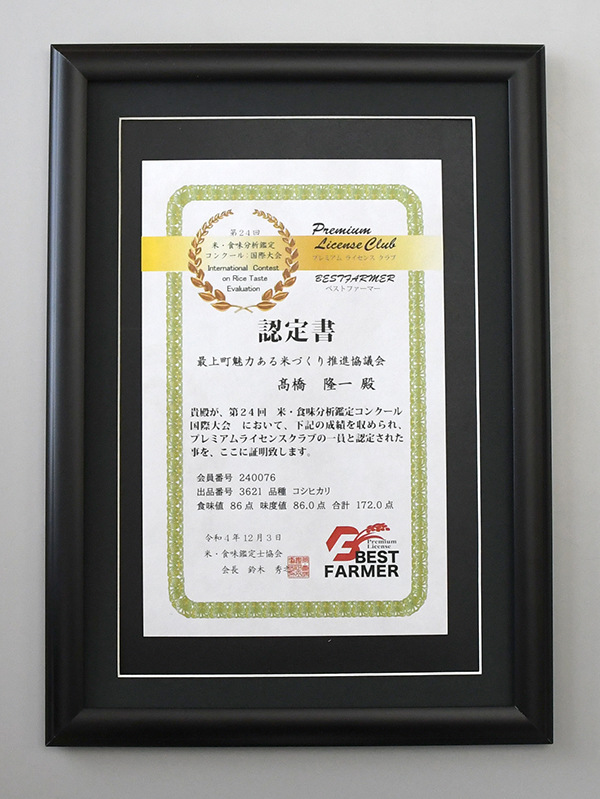 第24回
米・食味分析鑑定
コンクール:国際大会
International Contest
on Rice Taste
Evaluation
Premium
License Club
プレミアム ライセンス クラブ
BESTFARMER
ベストファーマー
認定書
最上町魅力ある米づくり推進協議会
髙橋 隆一 殿
貴殿が、第24回 米・食味分析鑑定コンクール
国際大会 において、下記の成績を収められ、
プレミアムライセンスクラブの一員と認定された
事を、ここに証明致します。
会員番号 240076
出品番号 3621 品種 コシヒカリ
食味値 86点 味度値 86.0点 合計 172.0点
令和4年12月3日
米・食味鑑定士協会
会長 鈴木 秀
Premium
License
BEST
FARMER